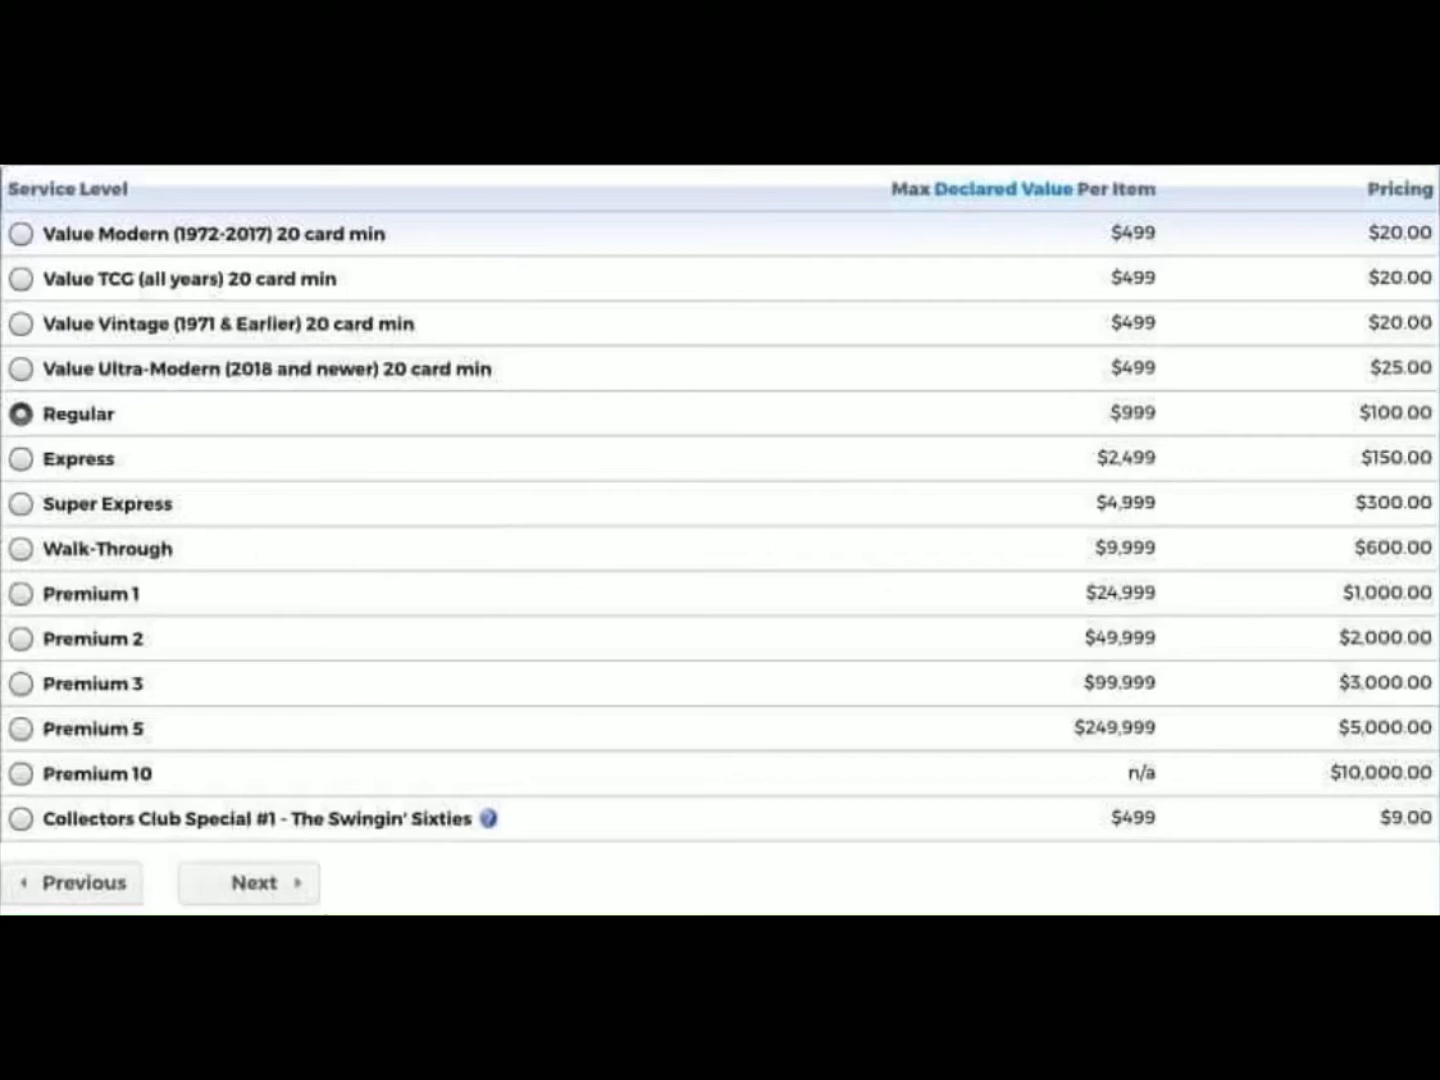 Service Level Max Declared Value Per Item Pricing
Value Modern (1972-2017) 20 card min $499 $20.00
Value TCG (all years) 20 card min $499 $20.00
Value Vintage (1971 & Earlier) 20 card min $499 $20.00
Value Ultra-Modern (2018 and newer) 20 card min $499 $25.00
Regular $999 $100.00
Express $2,499 $150.00
Super Express $4,999 $300.00
Walk-Through $9,999 $600.00
Premium 1 $24,999 $1,000.00
Premium 2 $49,999 $2,000.00
Premium 3 $99,999 $3,000.00
Premium 5 $249,999 $5,000.00
Premium 10 n/a $10,000.00
Collectors Club Special #1 - The Swingin' Sixties ? $499 $9.00
Previous Next